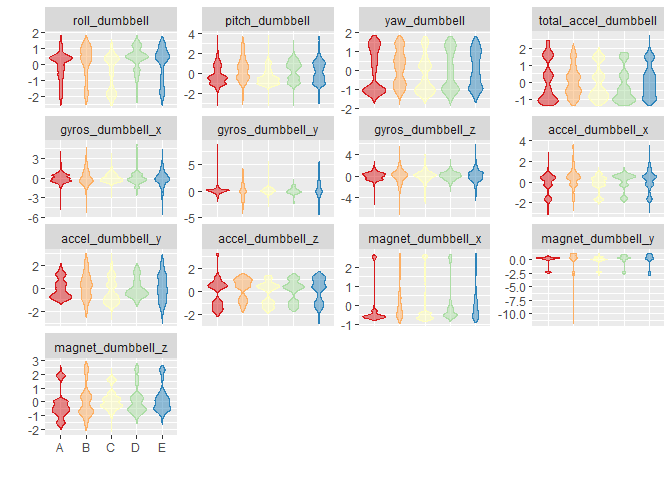 roll_dumbbell pitch_dumbbell yaw_dumbbell total_accel_dumbbell
2 1 0 -1 -2
4 2 0 -2
2 1 0 -1 -2
2 1 0 -1
gyros_dumbbell_x gyros_dumbbell_y gyros_dumbbell_z accel_dumbbell_x
3 0 -3 -6
5 0 -5
4 0 -4
4 2 0 -2
accel_dumbbell_y accel_dumbbell_z magnet_dumbbell_x magnet_dumbbell_y
2 0 -2
2 0 -2
2 1 0 -1
0.0 -2.5 -5.0 -7.5 -10.0
magnet_dumbbell_z
3 2 1 0 -1 -2
A B C D E